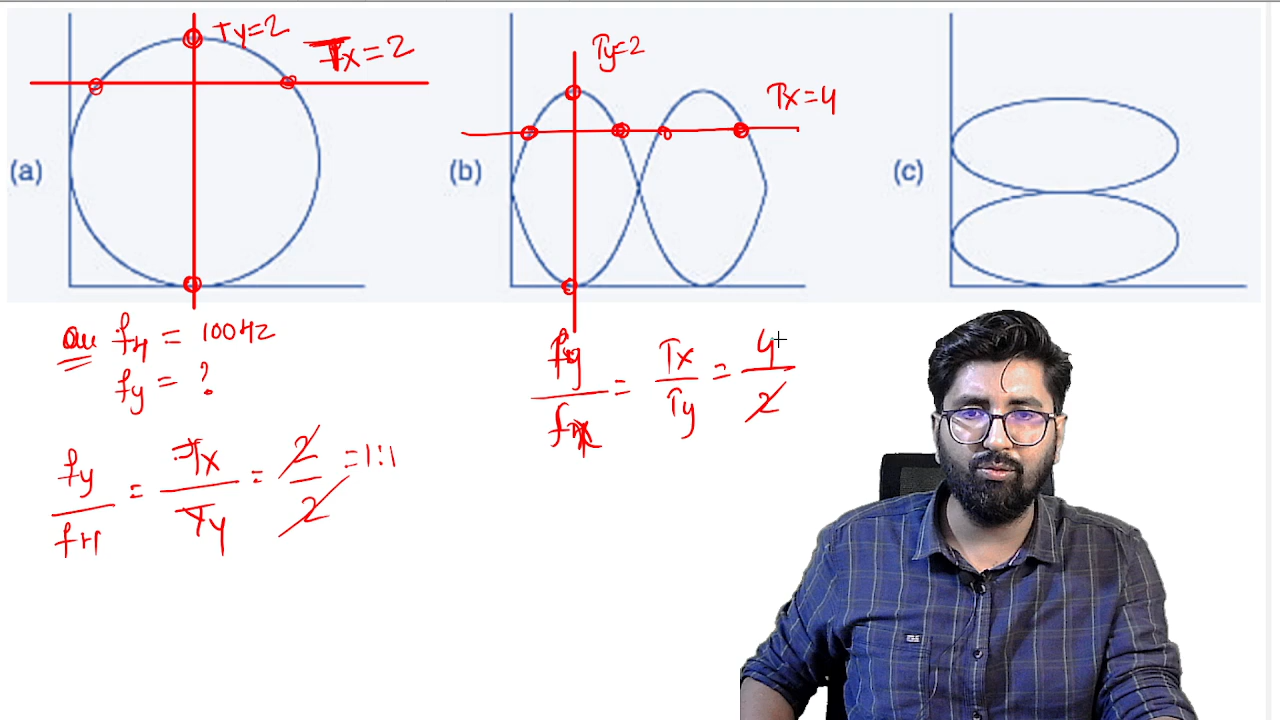 Ty=2
Tx=2
(a)
Ty=2
Tx=4
(b)
(c)
Qu fH = 100Hz
fy = ?
fy/fH = Tx/Ty = 2/2 = 1:1
fy/fx = Tx/Ty = 4/2